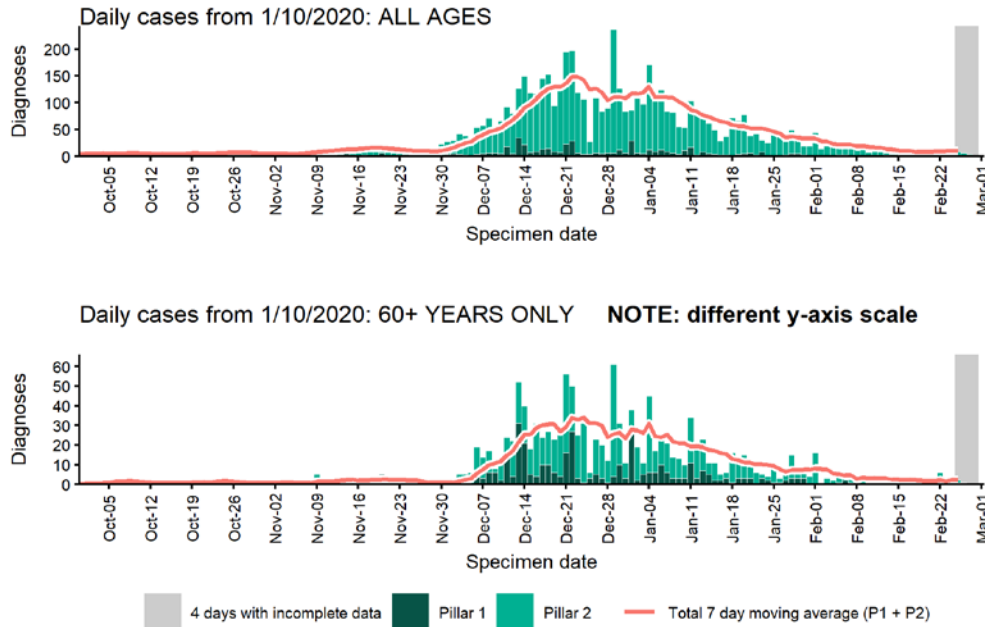 Daily cases from 1/10/2020: ALL AGES
Diagnoses
200
150
100
50
0
Oct-05
Oct-12
Oct-19
Oct-26
Nov-02
Nov-09
Nov-16
Nov-23
Nov-30
Dec-07
Dec-14
Dec-21
Dec-28
Jan-04
Jan-11
Jan-18
Jan-25
Feb-01
Feb-08
Feb-15
Feb-22
Mar-01
Specimen date
Daily cases from 1/10/2020: 60+ YEARS ONLY NOTE: different y-axis scale
Diagnoses
60
50
40
30
20
10
0
Oct-05
Oct-12
Oct-19
Oct-26
Nov-02
Nov-09
Nov-16
Nov-23
Nov-30
Dec-07
Dec-14
Dec-21
Dec-28
Jan-04
Jan-11
Jan-18
Jan-25
Feb-01
Feb-08
Feb-15
Feb-22
Mar-01
Specimen date
4 days with incomplete data Pillar 1 Pillar 2 Total 7 day moving average (P1 + P2)